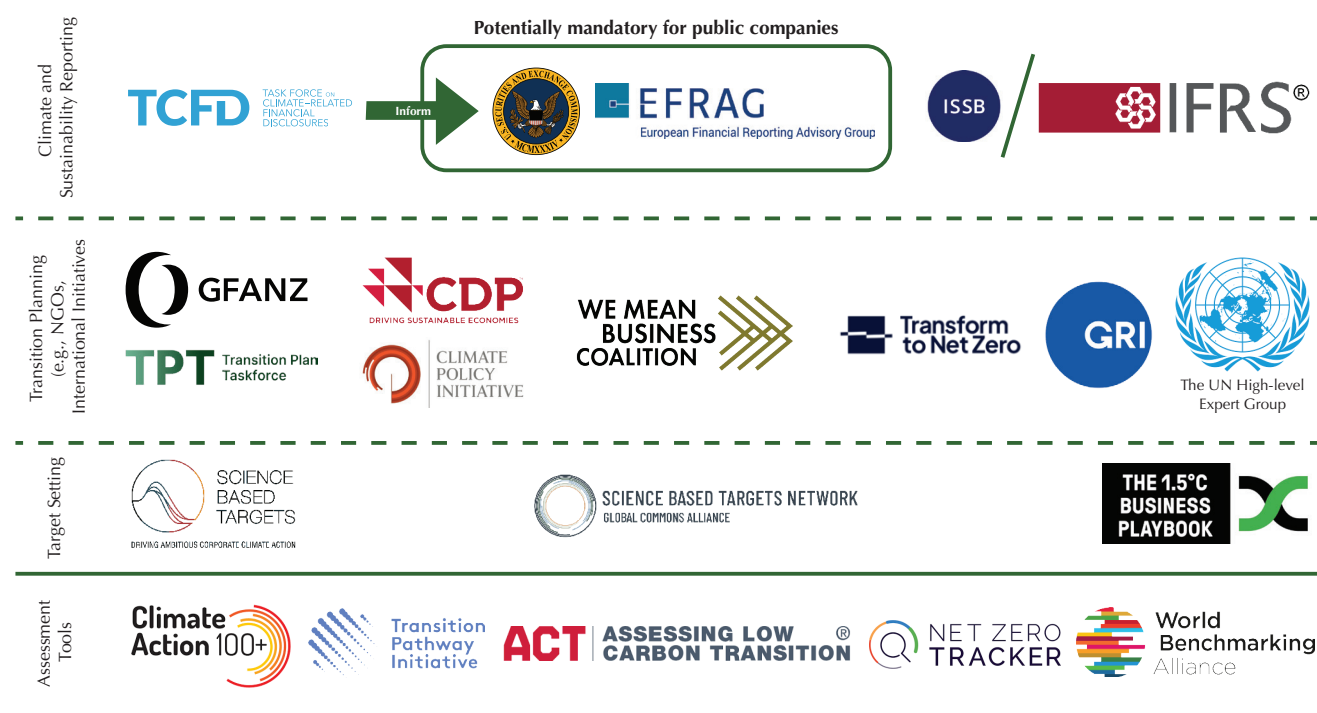 Potentially mandatory for public companies
Climate and
Sustainability Reporting
TCFD
TASK FORCE ON
CLIMATE–RELATED
FINANCIAL
DISCLOSURES
Inform
U.S. SECURITIES AND EXCHANGE COMMISSION
MCMXXXIV
EFRAG
European Financial Reporting Advisory Group
ISSB
IFRS®
Transition Planning
(e.g., NGOs,
International Initiatives
GFANZ
CDP
DRIVING SUSTAINABLE ECONOMIES
TPT
Transition Plan
Taskforce
CLIMATE
POLICY
INITIATIVE
WE MEAN
BUSINESS
COALITION
Transform
to Net Zero
GRI
The UN High-level
Expert Group
Target Setting
SCIENCE
BASED
TARGETS
DRIVING AMBITIOUS CORPORATE CLIMATE ACTION
SCIENCE BASED TARGETS NETWORK
GLOBAL COMMONS ALLIANCE
THE 1.5°C
BUSINESS
PLAYBOOK
Assessment
Tools
Climate
Action 100+
Transition
Pathway
Initiative
ACT
ASSESSING LOW ®
CARBON TRANSITION
NET ZERO
TRACKER
World
Benchmarking
Alliance